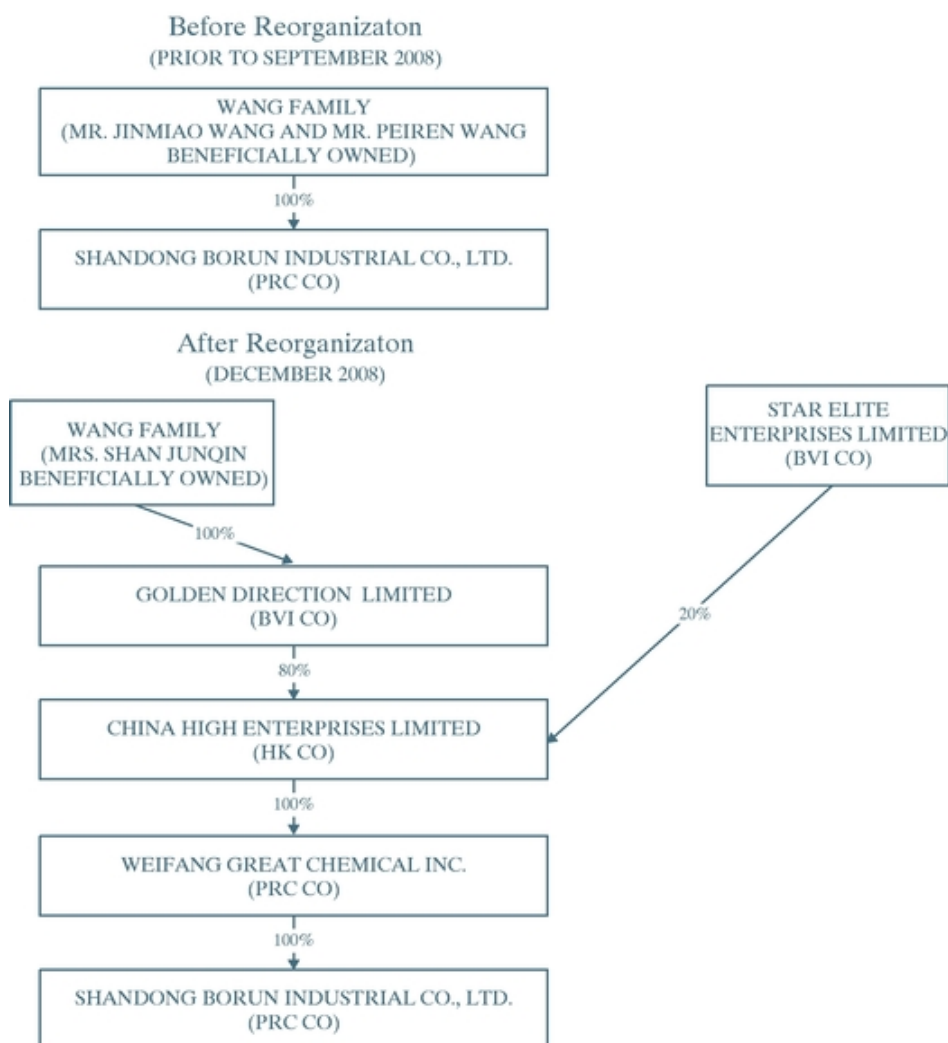 Before Reorganizaton
(PRIOR TO SEPTEMBER 2008)
WANG FAMILY
(MR. JINMIAO WANG AND MR. PEIREN WANG
BENEFICIALLY OWNED)
100%
SHANDONG BORUN INDUSTRIAL CO., LTD.
(PRC CO)
After Reorganizaton
(DECEMBER 2008)
WANG FAMILY
(MRS. SHAN JUNQIN
BENEFICIALLY OWNED)
STAR ELITE
ENTERPRISES LIMITED
(BVI CO)
100%
GOLDEN DIRECTION LIMITED
(BVI CO)
20%
80%
CHINA HIGH ENTERPRISES LIMITED
(HK CO)
100%
WEIFANG GREAT CHEMICAL INC.
(PRC CO)
100%
SHANDONG BORUN INDUSTRIAL CO., LTD.
(PRC CO)